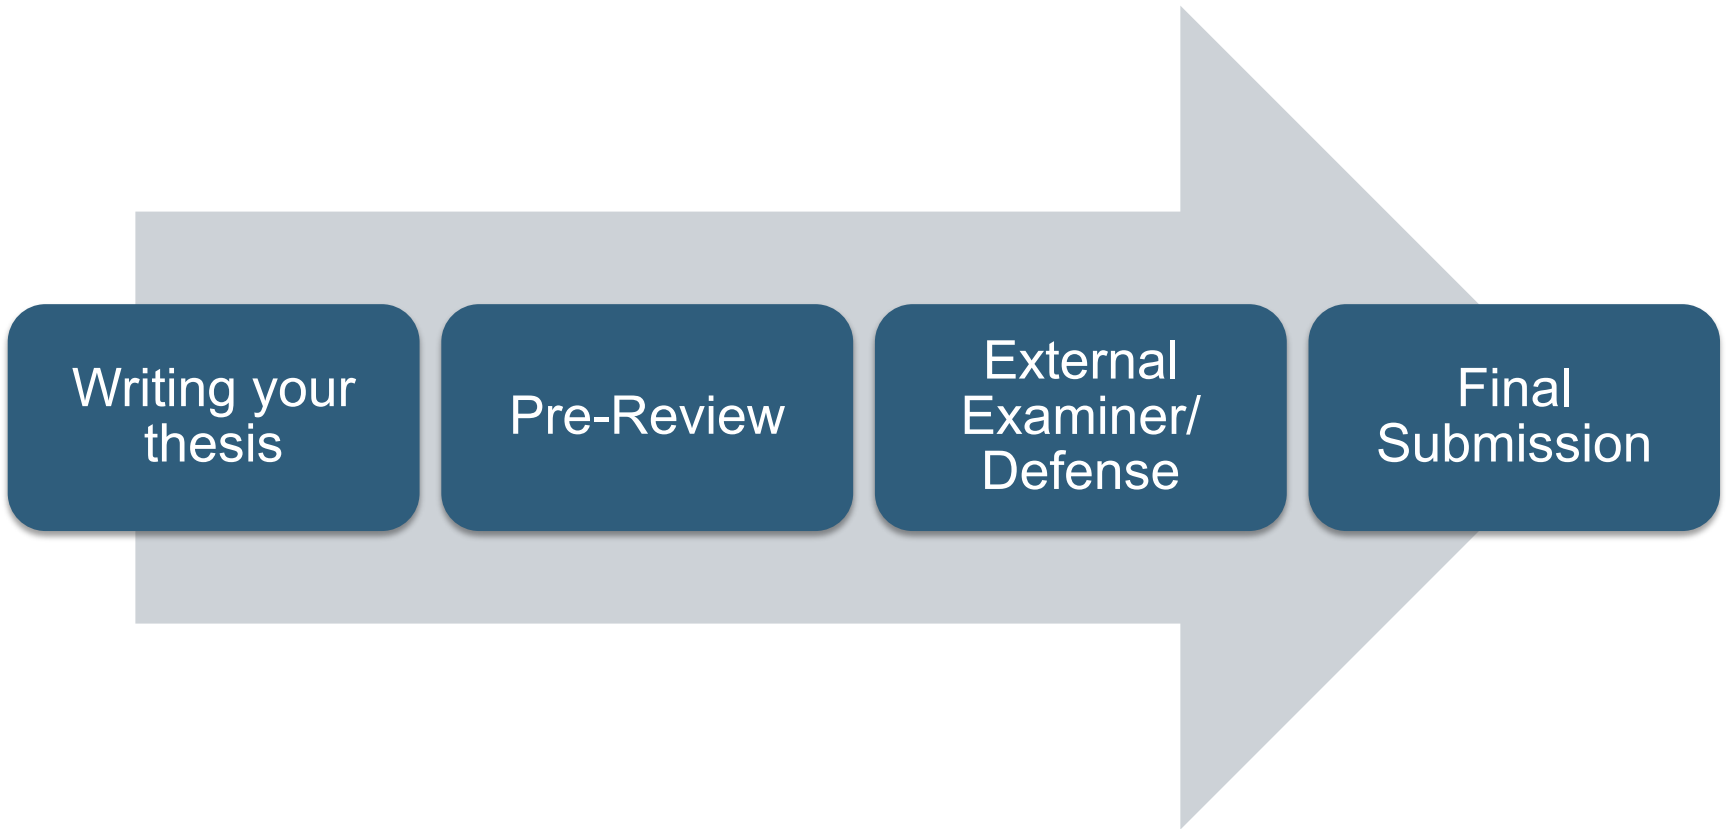 Writing your
thesis
Pre-Review
External
Examiner/
Defense
Final
Submission